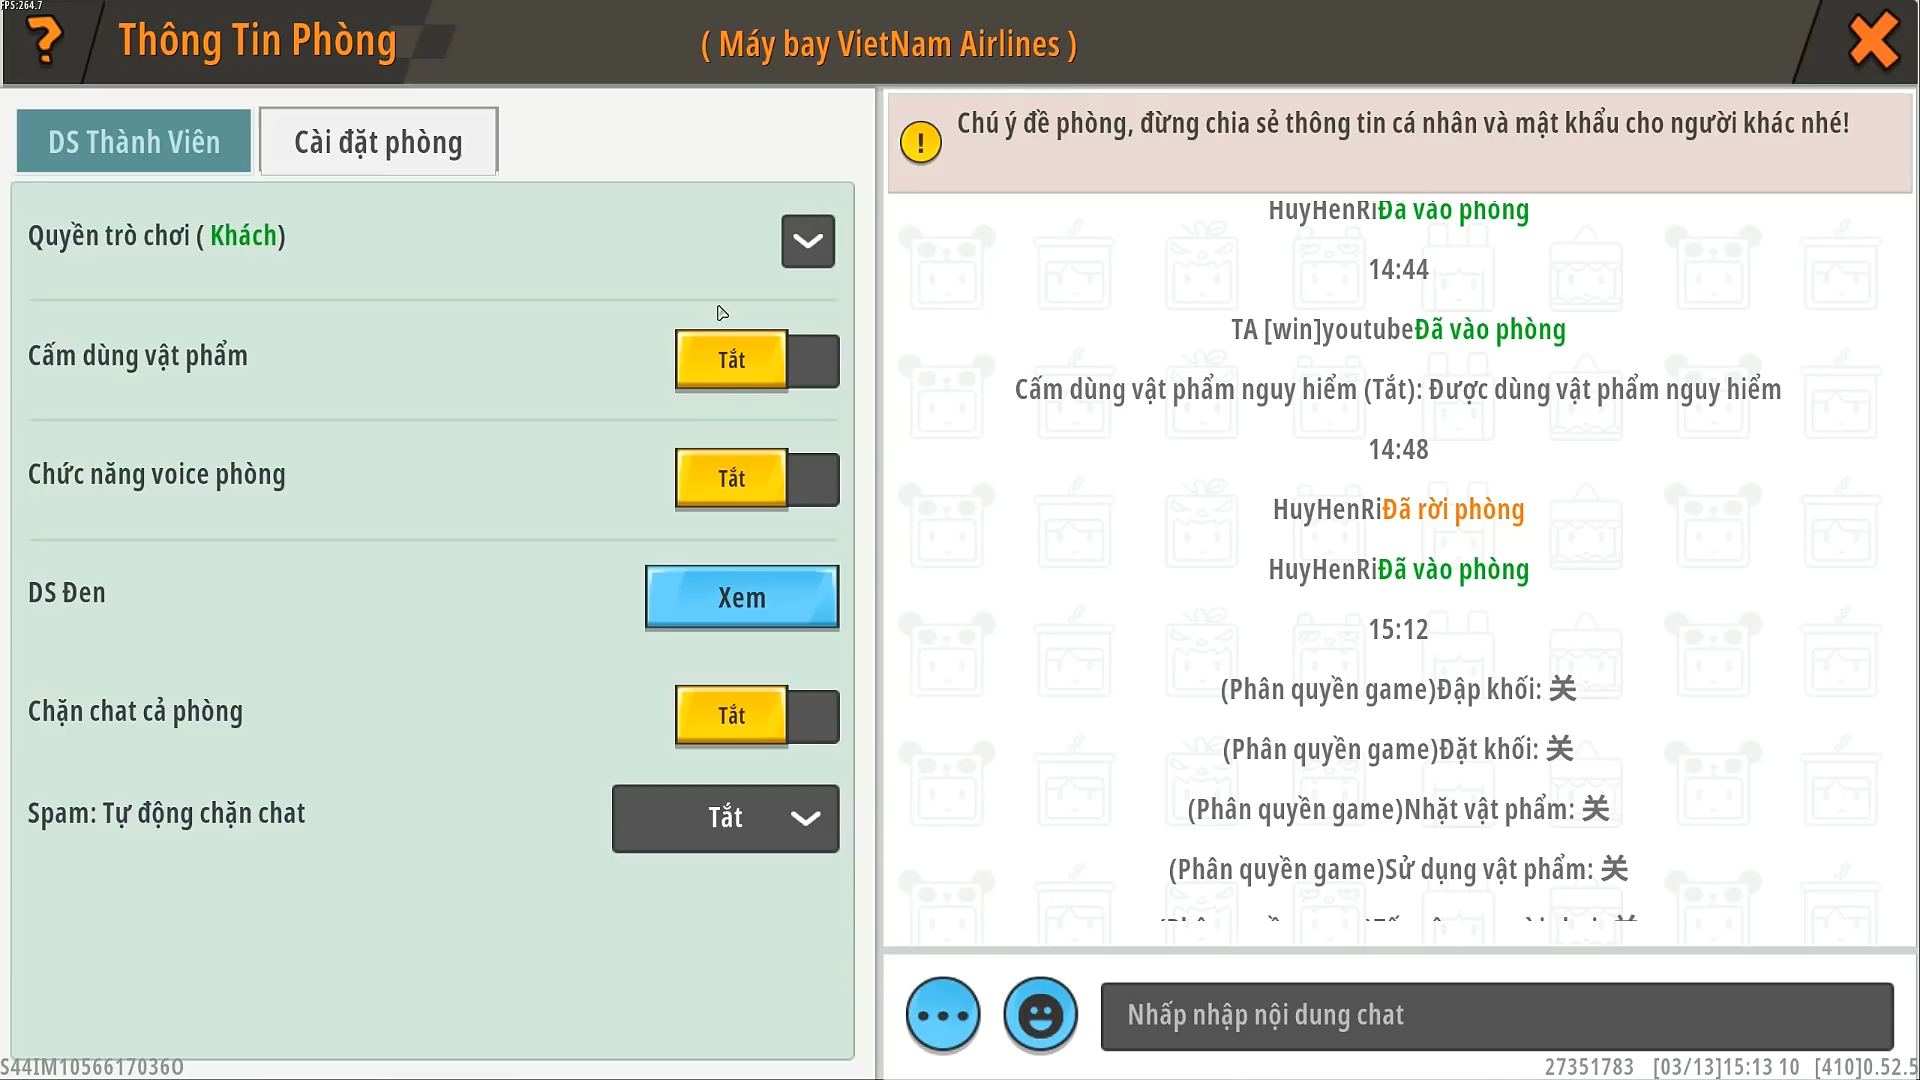 FPS:264.7
Thông Tin Phòng
( Máy bay VietNam Airlines )
DS Thành Viên
Cài đặt phòng
Quyền trò chơi ( Khách)
Cấm dùng vật phẩm
Tắt
Chức năng voice phòng
Tắt
DS Đen
Xem
Chặn chat cả phòng
Tắt
Spam: Tự động chặn chat
Tắt
S44IM1056617036O
Chú ý đề phòng, đừng chia sẻ thông tin cá nhân và mật khẩu cho người khác nhé!
HuyHenRiĐã vào phòng
14:44
TA [win]youtubeĐã vào phòng
Cấm dùng vật phẩm nguy hiểm (Tắt): Được dùng vật phẩm nguy hiểm
14:48
HuyHenRiĐã rời phòng
HuyHenRiĐã vào phòng
15:12
(Phân quyền game)Đập khối: 关
(Phân quyền game)Đặt khối: 关
(Phân quyền game)Nhặt vật phẩm: 关
(Phân quyền game)Sử dụng vật phẩm: 关
Nhấp nhập nội dung chat
27351783 [03/13]15:13 10 [410]0.52.5